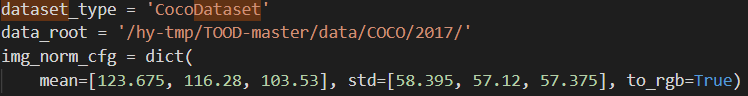 dataset_type = 'CocoDataset'
data_root = '/hy-tmp/TOOD-master/data/COCO/2017/'
img_norm_cfg = dict(
    mean=[123.675, 116.28, 103.53], std=[58.395, 57.12, 57.375], to_rgb=True)